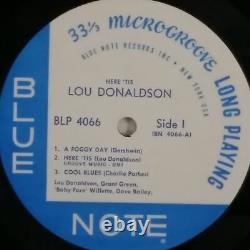 33⅓ MICROGROOVE LONG PLAYING
BLUE NOTE RECORDS INC • NEW YORK USA
HERE 'TIS
LOU DONALDSON
BLP 4066
Side 1
(BN 4066-A)
1. A FOGGY DAY (Gershwin)
2. HERE 'TIS (Lou Donaldson)
GROOVE MUSIC - BMI
3. COOL BLUES (Charlie Parker)
Lou Donaldson, Grant Green,
'Baby Face' Willette, Dave Bailey.
BLUE
NOTE